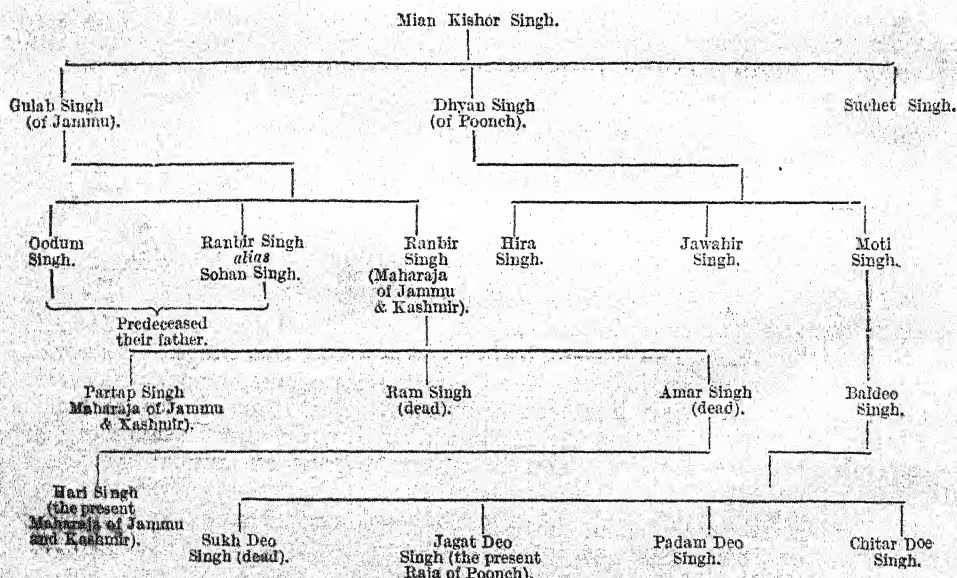 Mian Kishor Singh.
Gulab Singh
(of Jammu).
Dhyan Singh
(of Poonch).
Suchet Singh.
Oodum
Singh.
Ranbir Singh
alias
Sohan Singh.
Ranbir
Singh
(Maharaja
of Jammu
& Kashmir).
Hira
Singh.
Jawahir
Singh.
Moti
Singh.
Predeceased
their father.
Partap Singh
Maharaja of Jammu
& Kashmir).
Ram Singh
(dead).
Amar Singh
(dead).
Baldeo
Singh.
Hari Singh
(the present
Maharaja of Jammu
and Kashmir).
Sukh Deo
Singh (dead).
Jagat Deo
Singh (the present
Raja of Poonch).
Padam Deo
Singh.
Chitar Doe
Singh.